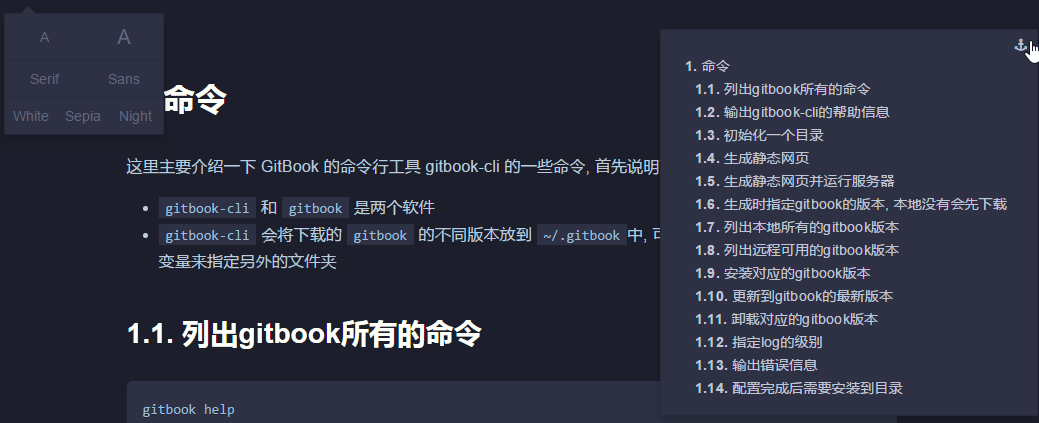 A A
Serif Sans
White Sepia Night
命令
这里主要介绍一下 GitBook 的命令行工具 gitbook-cli 的一些命令, 首先说明
gitbook-cli 和 gitbook 是两个软件
gitbook-cli 会将下载的 gitbook 的不同版本放到 ~/.gitbook中, 可
变量来指定另外的文件夹
1.1. 列出gitbook所有的命令
gitbook help
1. 命令
1.1. 列出gitbook所有的命令
1.2. 输出gitbook-cli的帮助信息
1.3. 初始化一个目录
1.4. 生成静态网页
1.5. 生成静态网页并运行服务器
1.6. 生成时指定gitbook的版本, 本地没有会先下载
1.7. 列出本地所有的gitbook版本
1.8. 列出远程可用的gitbook版本
1.9. 安装对应的gitbook版本
1.10. 更新到gitbook的最新版本
1.11. 卸载对应的gitbook版本
1.12. 指定log的级别
1.13. 输出错误信息
1.14. 配置完成后需要安装到目录